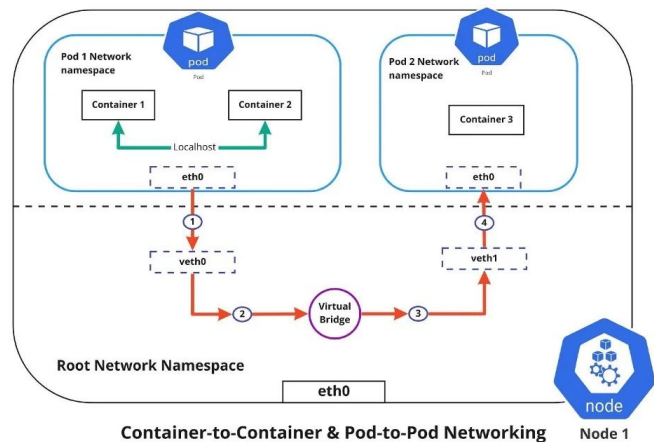 Pod 1 Network
namespace
pod
Pod
Container 1
Container 2
Localhost
eth0
Pod 2 Network
namespace
pod
Pod
Container 3
eth0
1
4
veth0
veth1
2
Virtual
Bridge
3
Root Network Namespace
eth0
node
Container-to-Container & Pod-to-Pod Networking
Node 1